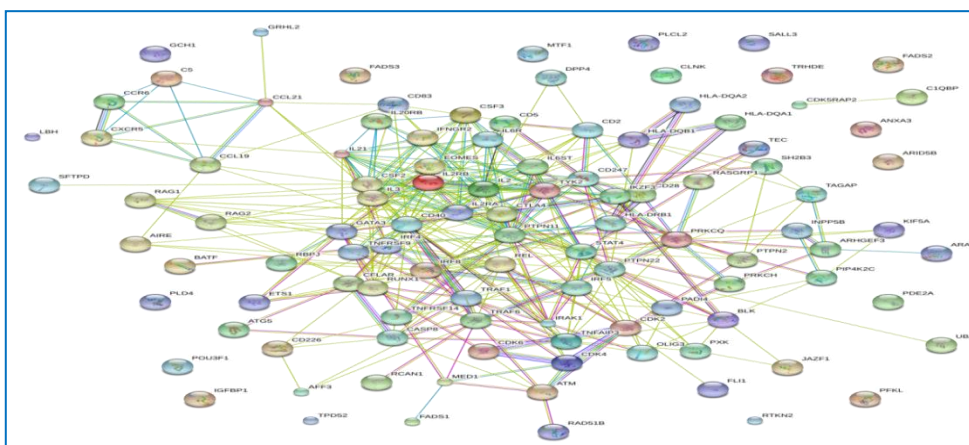 GRHL2
GCH1
C5
FADS3
MTF1
PLCL2
SALL3
DPP4
CLNK
TRHDE
FADS2
CCR6
CCL21
CD83
CSF3
CD5
CD2
HLA-DQA2
CDK5RAP2
C1QBP
IL20RB
IFNGR2
IL6R
HLA-DQB1
HLA-DQA1
LBH
CXCR5
ANXA3
IL21
EOMES
IL6ST
TEC
CCL19
CD247
SH2B3
ARID5B
SFTPD
CSF2
IL2RB
IL2
TYK2
IKZF3
CD28
RASGRP1
IL3
RAG1
IL2RA
CTLA4
TAGAP
RAG2
GATA3
CD40
HLA-DRB1
PTPN11
INPP5B
KIF5A
AIRE
TNFRSF9
IRF4
STAT4
PRKCQ
ARHGEF3
ARA
BATF
RBPJ
IRF8
REL
PTPN22
PTPN2
PIP4K2C
CFLAR
RUNX1
IRF5
PRKCH
PDE2A
PLD4
ETS1
TRAF1
PADI4
TNFRSF14
TRAF6
IRAK1
BLK
ATG5
CASP8
TNFAIP3
CDK2
UB
CD226
CDK6
CDK4
OLIG3
PXK
POU3F1
RCAN1
MED1
JAZF1
IGFBP1
AFF3
ATM
FLI1
PFKL
TPD52
FADS1
RTKN2
RAD51B